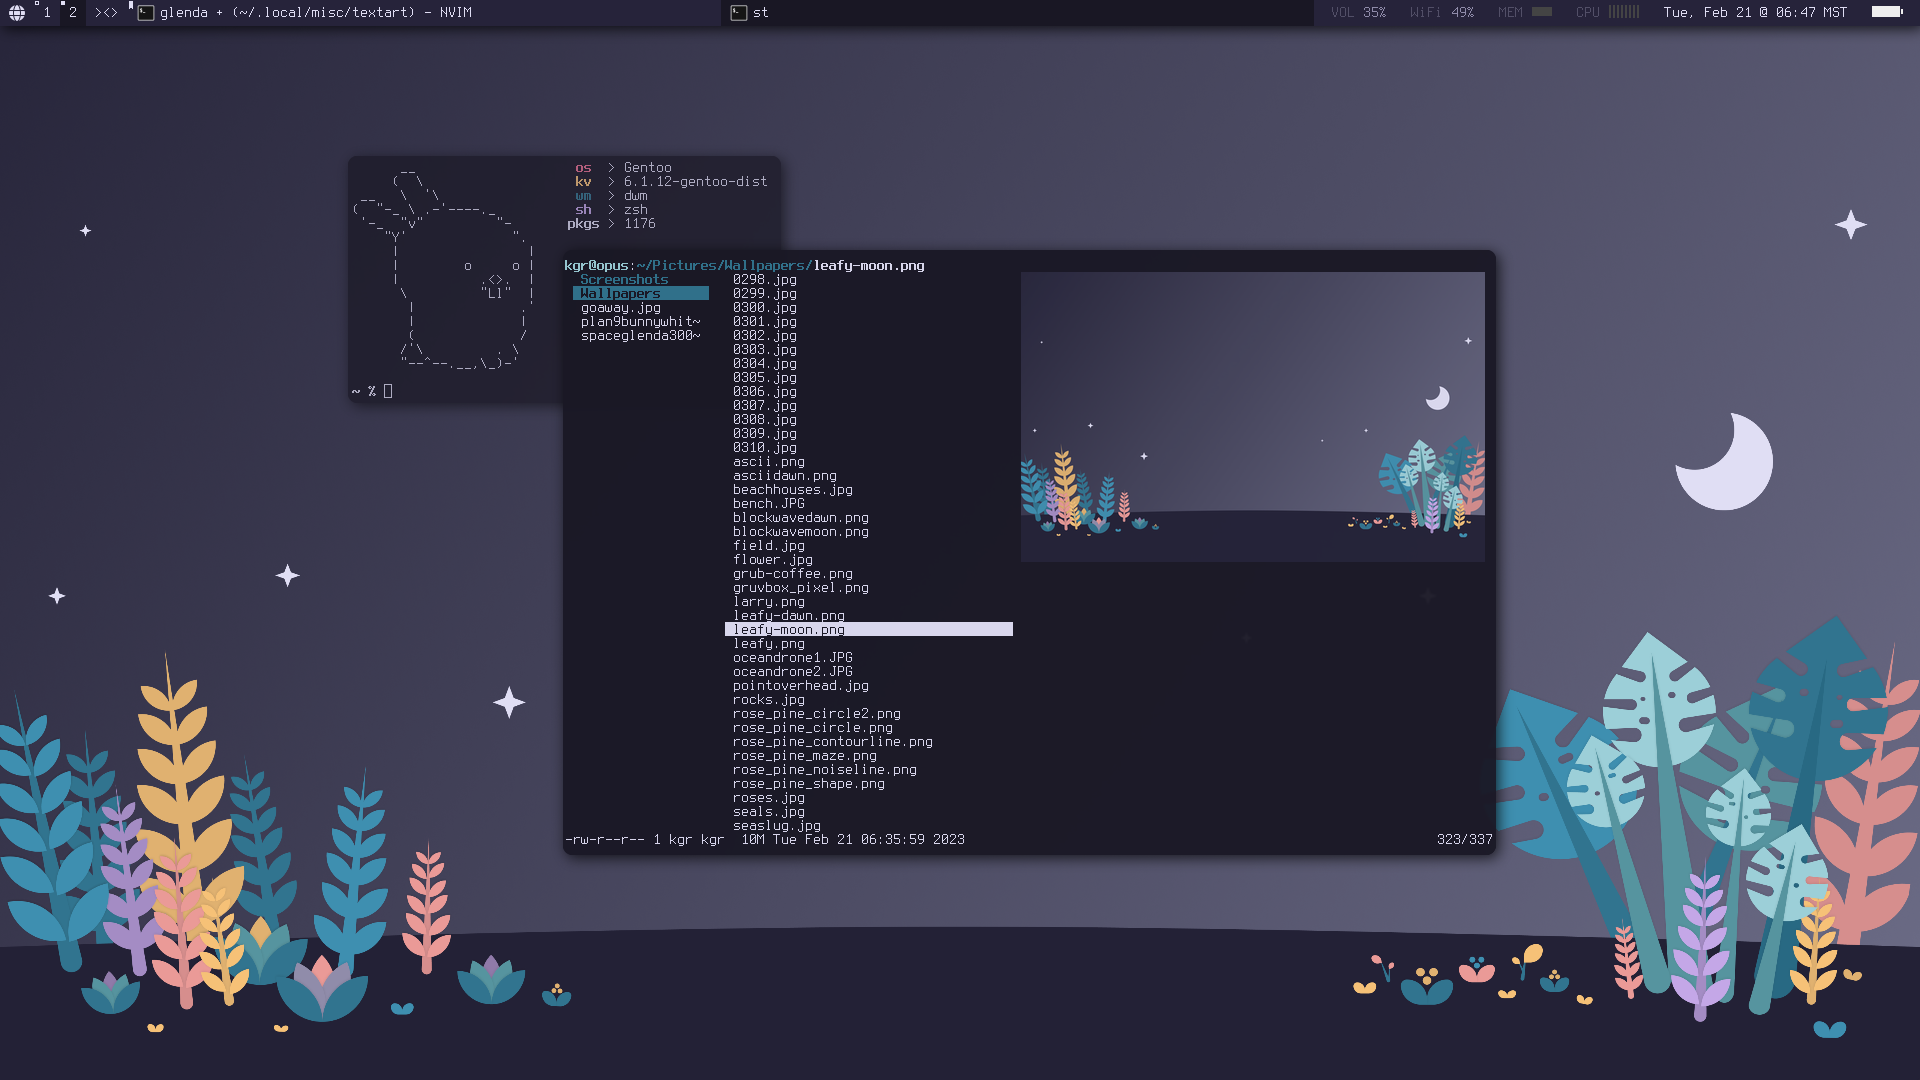 1 2 ><> glenda + (~/.local/misc/textart) - NVIM
st
VOL 35% WiFi 49% MEM CPU Tue, Feb 21 @ 06:47 MST
os > Gentoo
kv > 6.1.12-gentoo-dist
wm > dwm
sh > zsh
pkgs > 1176
~ %
kgr@opus:~/Pictures/Wallpapers/leafy-moon.png
Screenshots
Wallpapers
goaway.jpg
plan9bunnywhit~
spaceglenda300~
0298.jpg
0299.jpg
0300.jpg
0301.jpg
0302.jpg
0303.jpg
0304.jpg
0305.jpg
0306.jpg
0307.jpg
0308.jpg
0309.jpg
0310.jpg
ascii.png
asciidawn.png
beachhouses.jpg
bench.JPG
blockwavedawn.png
blockwavemoon.png
field.jpg
flower.jpg
grub-coffee.png
gruvbox_pixel.png
larry.png
leafy-dawn.png
leafy-moon.png
leafy.png
oceandrone1.JPG
oceandrone2.JPG
pointoverhead.jpg
rocks.jpg
rose_pine_circle2.png
rose_pine_circle.png
rose_pine_contourline.png
rose_pine_maze.png
rose_pine_noiseline.png
rose_pine_shape.png
roses.jpg
seals.jpg
seaslug.jpg
-rw-r--r-- 1 kgr kgr 10M Tue Feb 21 06:35:59 2023
323/337